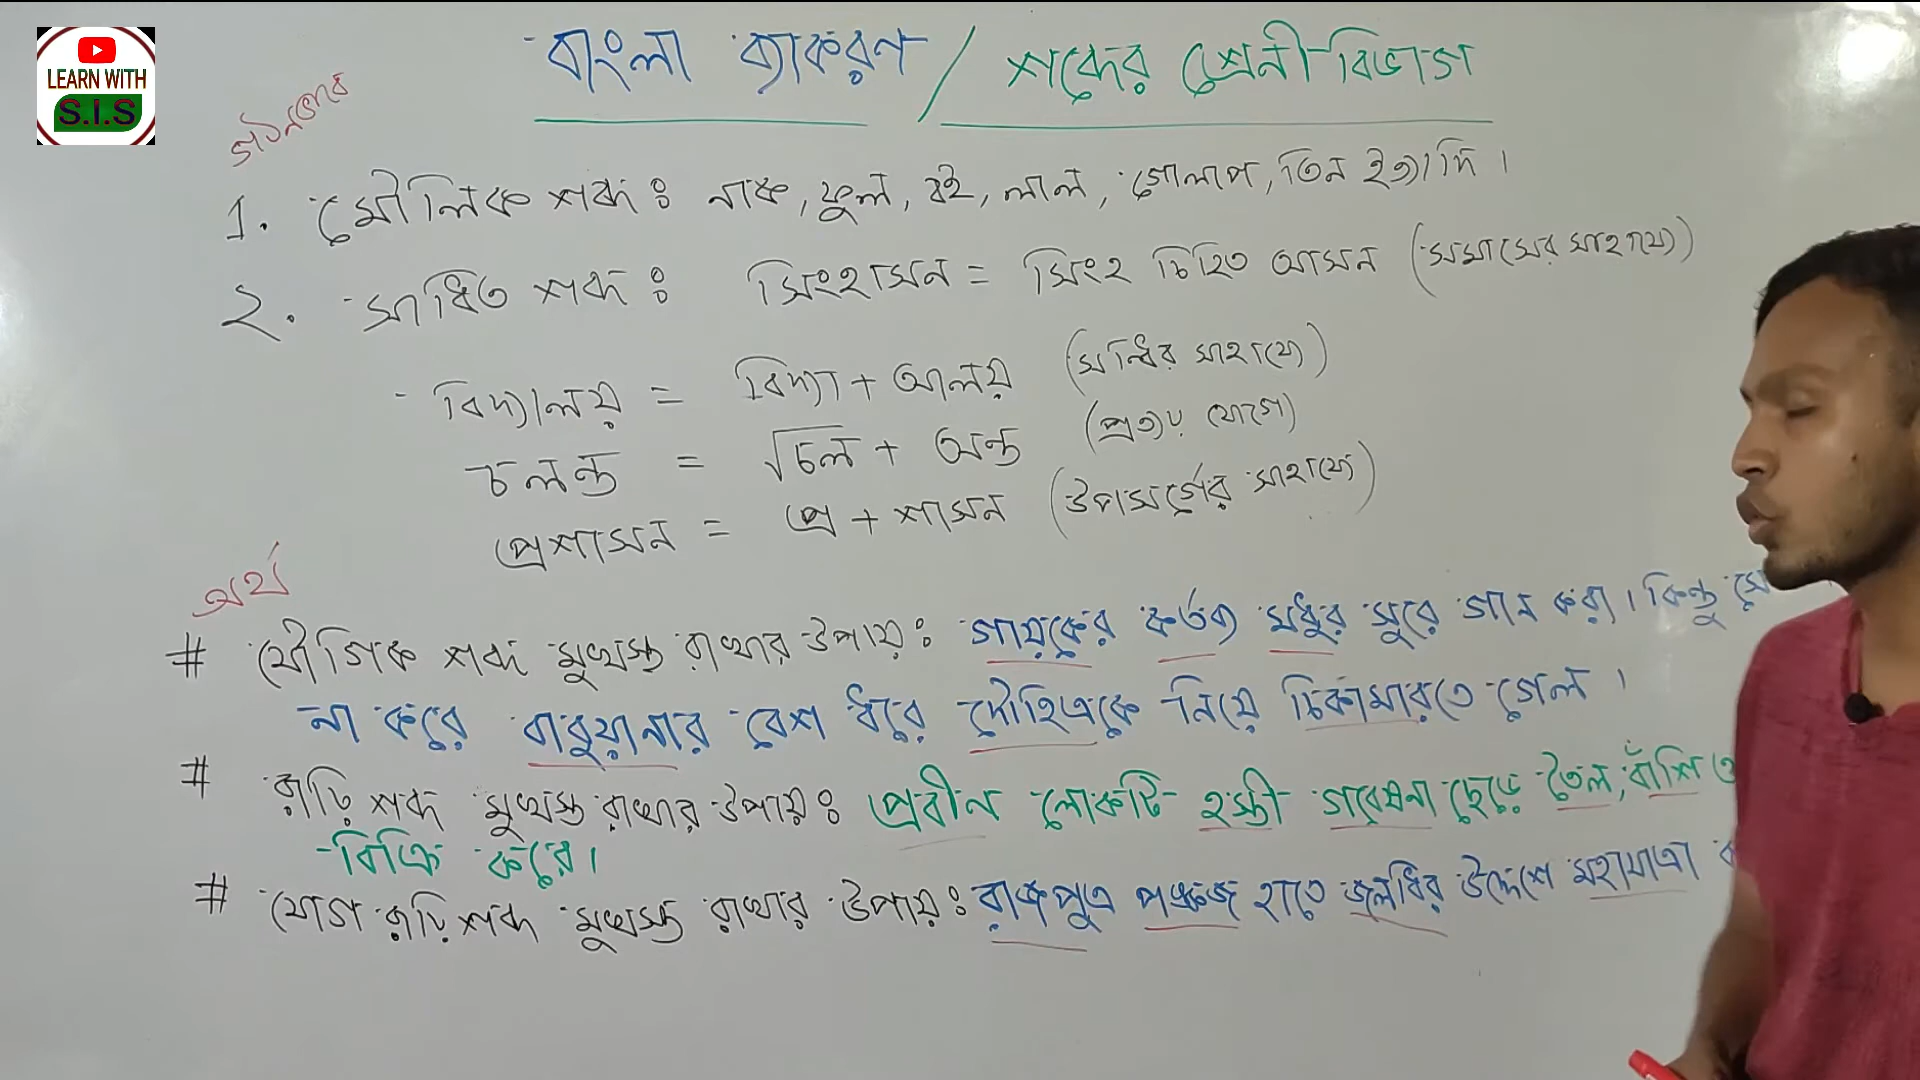 LEARN WITH
S.I.S
বাংলা ব্যাকরণ / শব্দের শ্রেনী বিভাগ
গঠনভাবে
1. মৌলিক শব্দ ঃ নাক, ফুল, বই, লাল, গোলাপ, তিন ইত্যাদি।
২. সাধিত শব্দ ঃ সিংহাসন = সিংহ চিহ্নিত আসন (সমাসের সাহায্যে)
বিদ্যালয় = বিদ্যা + আলয় (সন্ধির সাহায্যে)
চলন্ত = √চল + অন্ত (প্রত্যয় যোগে)
প্রশাসন = প্র + শাসন (উপসর্গের সাহায্যে)
অর্থ
# যৌগিক শব্দ মুখস্ত রাখার উপায়ঃ গায়কের কর্তব্য মধুর সুরে গান করা। কিন্তু সে
না করে বাবুয়ানার বেশ ধরে দৌহিত্রকে নিয়ে চিকামারতে গেল।
# রূঢ়ি শব্দ মুখস্ত রাখার উপায়ঃ প্রবীন লোকটি হস্তী গবেষনা ছেড়ে তৈল, বাঁশি ও
বিক্রি করে।
# যোগ রূঢ়ি শব্দ মুখস্ত রাখার উপায়ঃ রাজপুত্র পঙ্কজ হাতে জলধির উদ্দেশে মহাযাত্রা